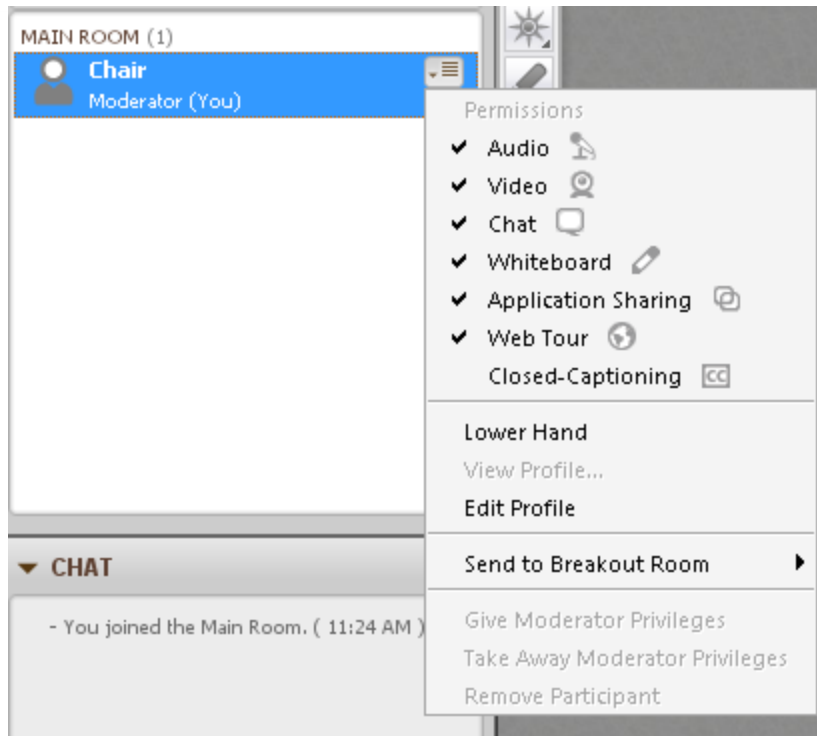 MAIN ROOM (1)
Chair
Moderator (You)
Permissions
Audio
Video
Chat
Whiteboard
Application Sharing
Web Tour
Closed-Captioning CC
Lower Hand
View Profile...
Edit Profile
Send to Breakout Room
Give Moderator Privileges
Take Away Moderator Privileges
Remove Participant
CHAT
- You joined the Main Room. ( 11:24 AM )